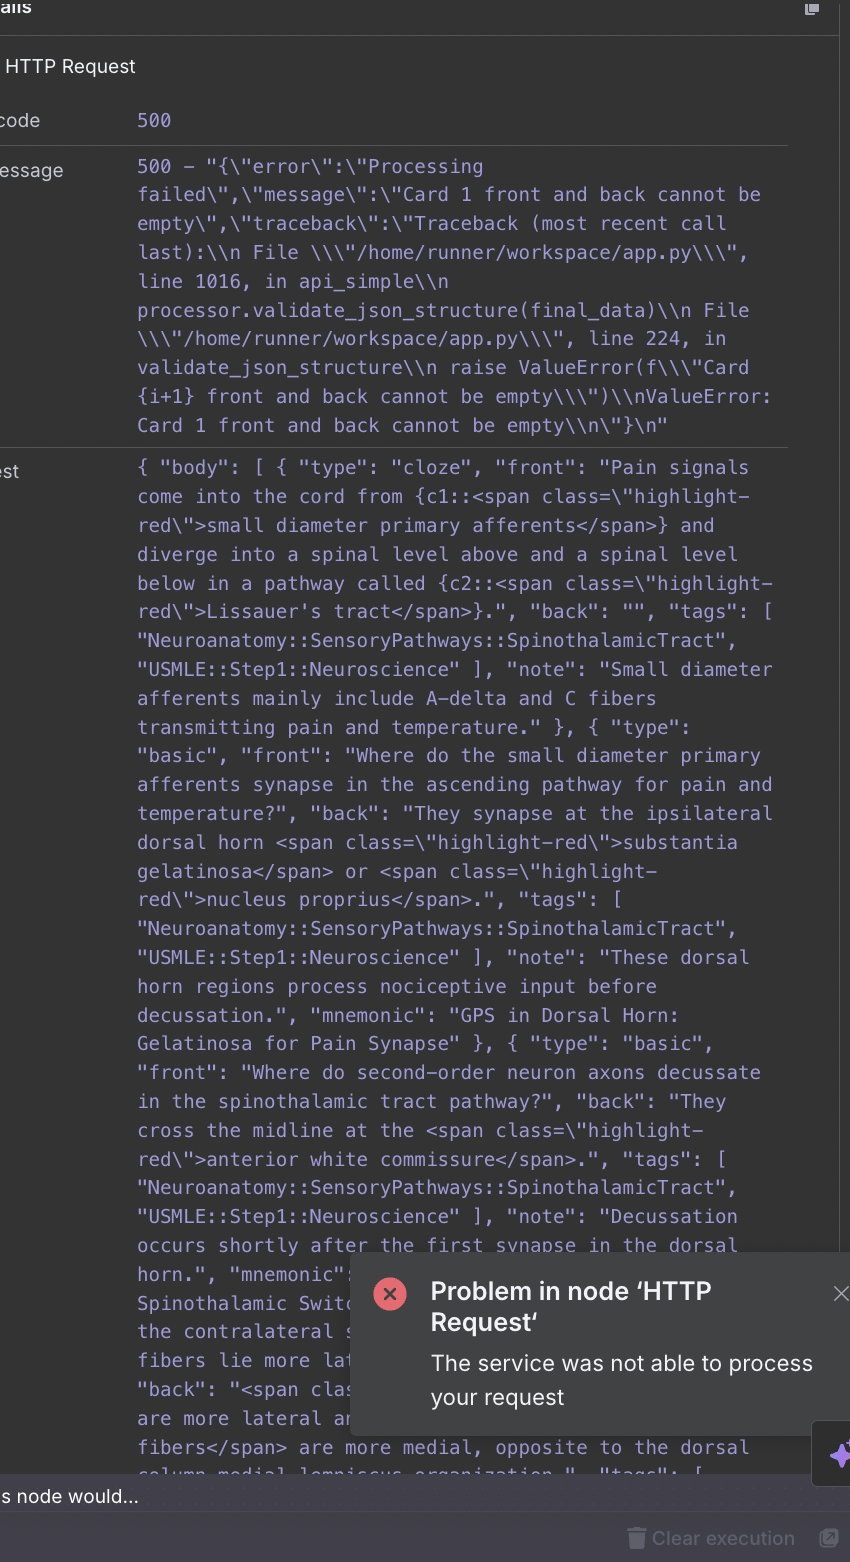 ails
HTTP Request
code
500
essage
500 - "{\"error\":\"Processing
failed\",\"message\":\"Card 1 front and back cannot be
empty\",\"traceback\":\"Traceback (most recent call
last):\\n File \\\"/home/runner/workspace/app.py\\\",
line 1016, in api_simple\\n
processor.validate_json_structure(final_data)\\n File
\\\"/home/runner/workspace/app.py\\\", line 224, in
validate_json_structure\\n raise ValueError(f\\\"Card
{i+1} front and back cannot be empty\\\")\\nValueError:
Card 1 front and back cannot be empty\\n\"}\n"
est
{ "body": [ { "type": "cloze", "front": "Pain signals
come into the cord from {c1::<span class=\"highlight-
red\">small diameter primary afferents</span>} and
diverge into a spinal level above and a spinal level
below in a pathway called {c2::<span class=\"highlight-
red\">Lissauer's tract</span>}.", "back": "", "tags": [
"Neuroanatomy::SensoryPathways::SpinothalamicTract",
"USMLE::Step1::Neuroscience" ], "note": "Small diameter
afferents mainly include A-delta and C fibers
transmitting pain and temperature." }, { "type":
"basic", "front": "Where do the small diameter primary
afferents synapse in the ascending pathway for pain and
temperature?", "back": "They synapse at the ipsilateral
dorsal horn <span class=\"highlight-red\">substantia
gelatinosa</span> or <span class=\"highlight-
red\">nucleus proprius</span>.", "tags": [
"Neuroanatomy::SensoryPathways::SpinothalamicTract",
"USMLE::Step1::Neuroscience" ], "note": "These dorsal
horn regions process nociceptive input before
decussation.", "mnemonic": "GPS in Dorsal Horn:
Gelatinosa for Pain Synapse" }, { "type": "basic",
"front": "Where do second-order neuron axons decussate
in the spinothalamic tract pathway?", "back": "They
cross the midline at the <span class=\"highlight-
red\">anterior white commissure</span>.", "tags": [
"Neuroanatomy::SensoryPathways::SpinothalamicTract",
"USMLE::Step1::Neuroscience" ], "note": "Decussation
occurs shortly after the first synapse in the dorsal
horn.", "mnemonic":
Spinothalamic Switc
the contralateral s
fibers lie more lat
"back": "<span clas
are more lateral an
fibers</span> are more medial, opposite to the dorsal
column-medial lemniscus organization.", "tags": [
Problem in node ‘HTTP
Request‘
The service was not able to process
your request
s node would...
Clear execution